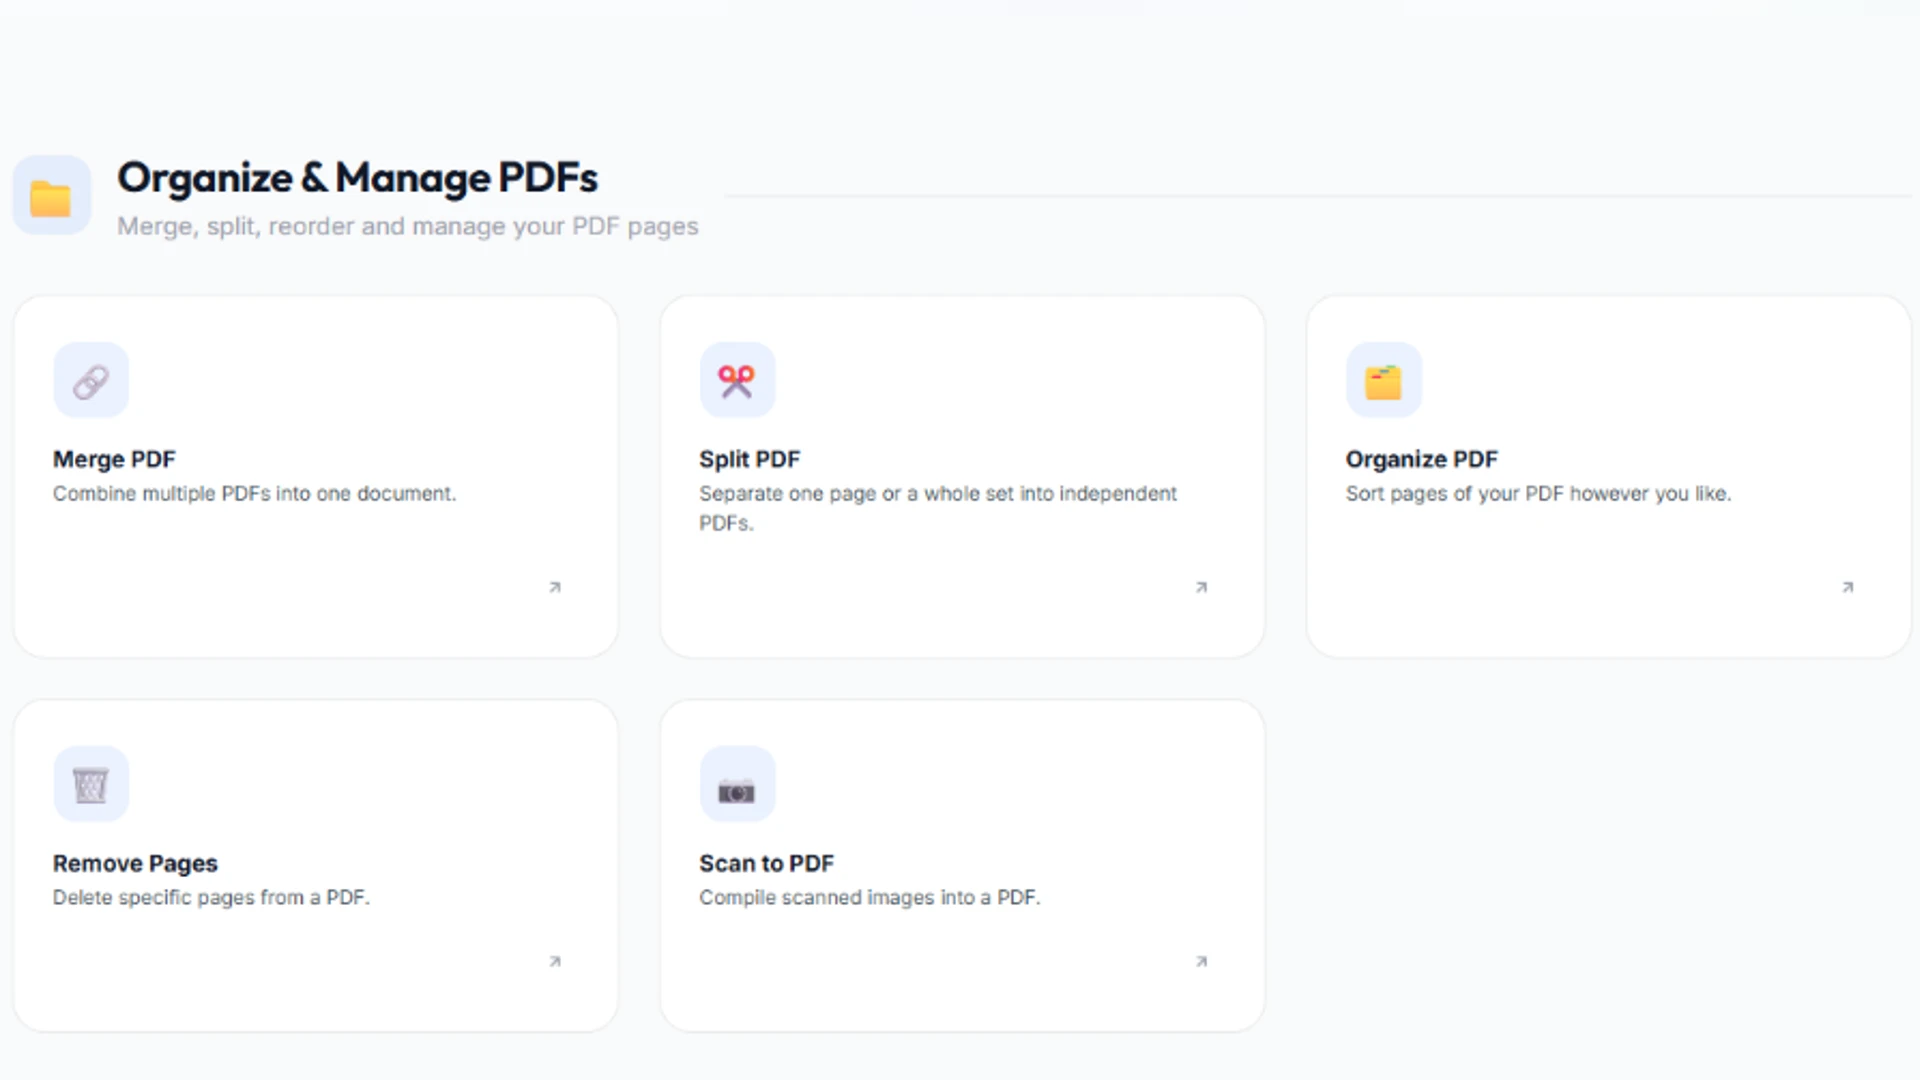 Organize & Manage PDFs
Merge, split, reorder and manage your PDF pages
Merge PDF
Combine multiple PDFs into one document.
Split PDF
Separate one page or a whole set into independent
PDFs.
Organize PDF
Sort pages of your PDF however you like.
Remove Pages
Delete specific pages from a PDF.
Scan to PDF
Compile scanned images into a PDF.